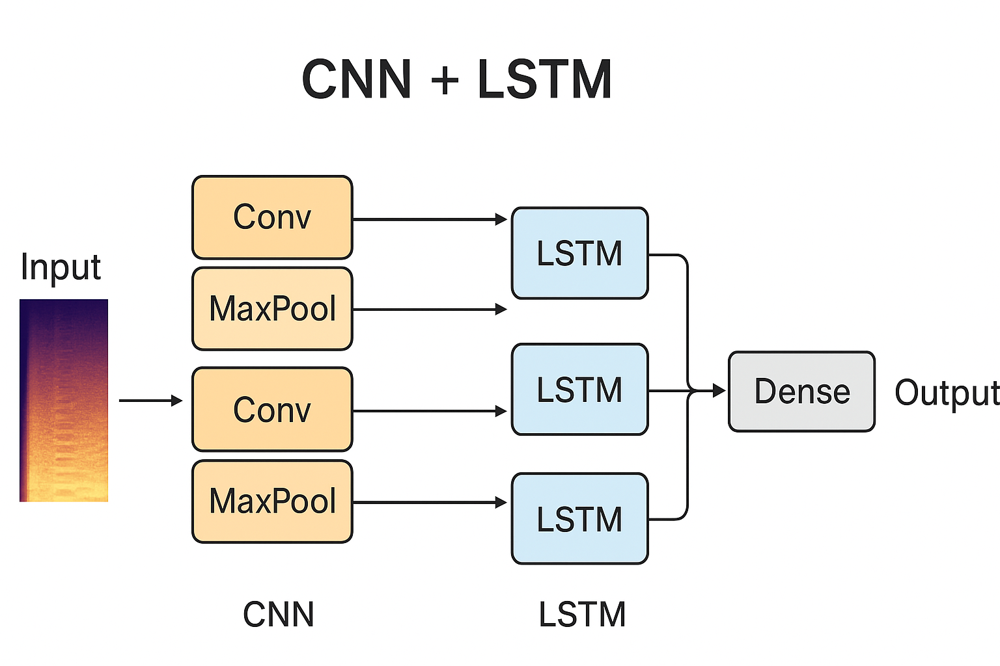 CNN + LSTM
Input
Conv
MaxPool
Conv
MaxPool
CNN
LSTM
LSTM
LSTM
LSTM
Dense
Output